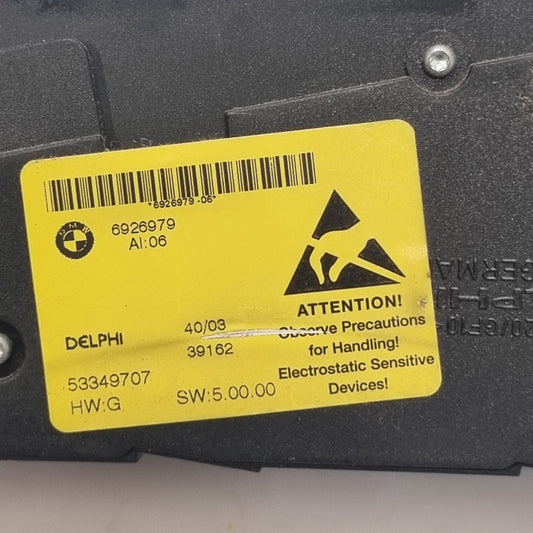 *6926979-06*
BMW
6926979
AI:06
ATTENTION!
Observe Precautions
for Handling!
Electrostatic Sensitive
Devices!
DELPHI
40/03
39162
53349707
HW:G
SW:5.00.00